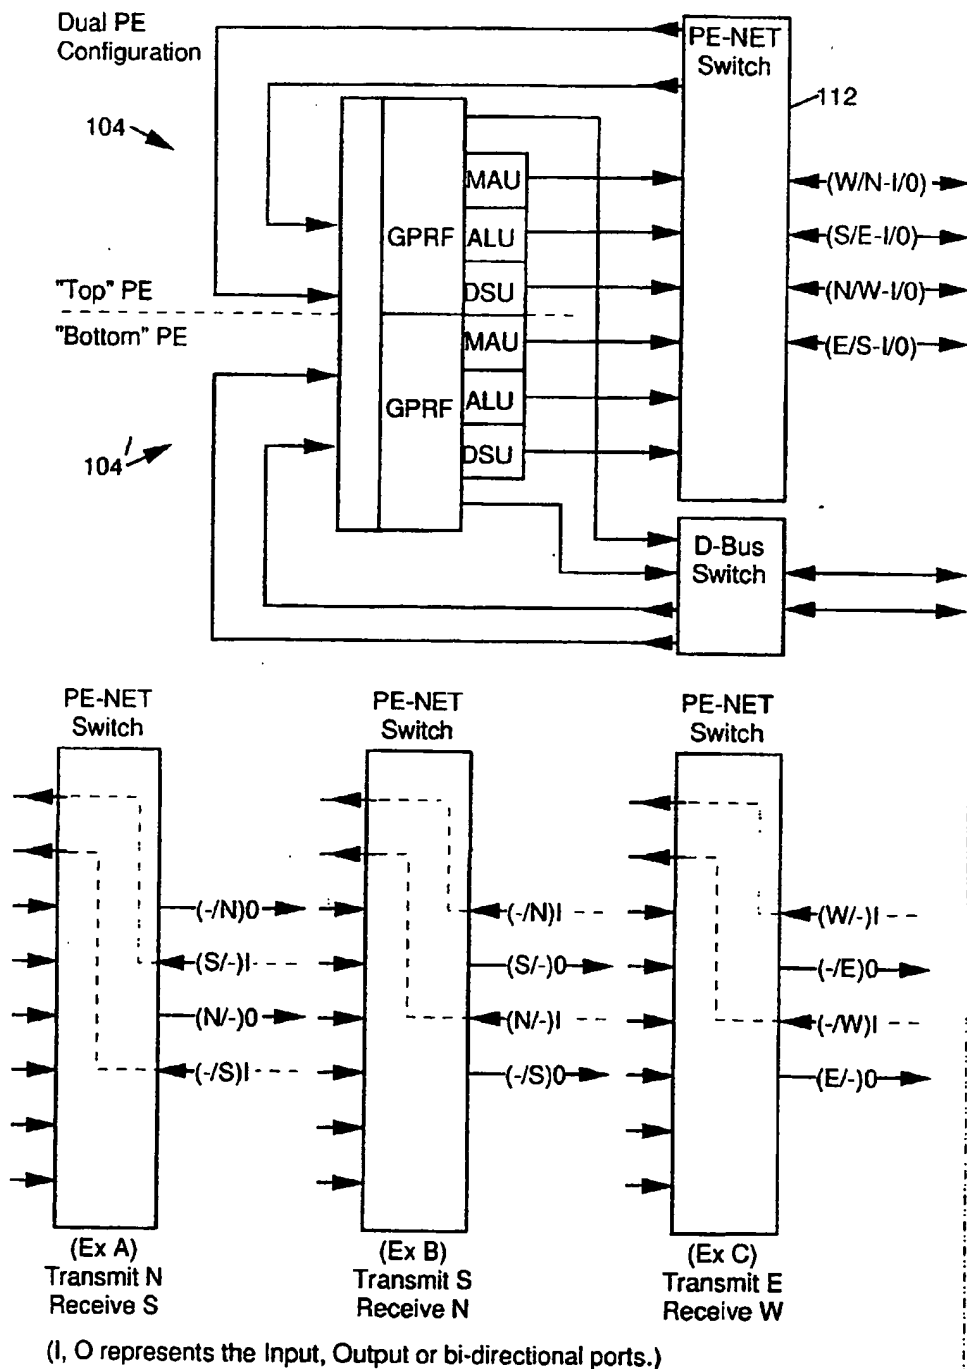 Dual PE
Configuration
PE-NET
Switch
112
104
MAU
(W/N-I/0)
GPRF
ALU
(S/E-I/0)
"Top" PE
DSU
(N/W-I/0)
"Bottom" PE
MAU
(E/S-I/0)
GPRF
ALU
104'
DSU
D-Bus
Switch
PE-NET
Switch
PE-NET
Switch
PE-NET
Switch
(-/N)0
(-/N)I
(W/-)I
(S/-)I
(S/-)0
(-/E)0
(N/-)0
(N/-)I
(-/W)I
(-/S)I
(-/S)0
(E/-)0
(Ex A)
Transmit N
Receive S
(Ex B)
Transmit S
Receive N
(Ex C)
Transmit E
Receive W
(I, O represents the Input, Output or bi-directional ports.)